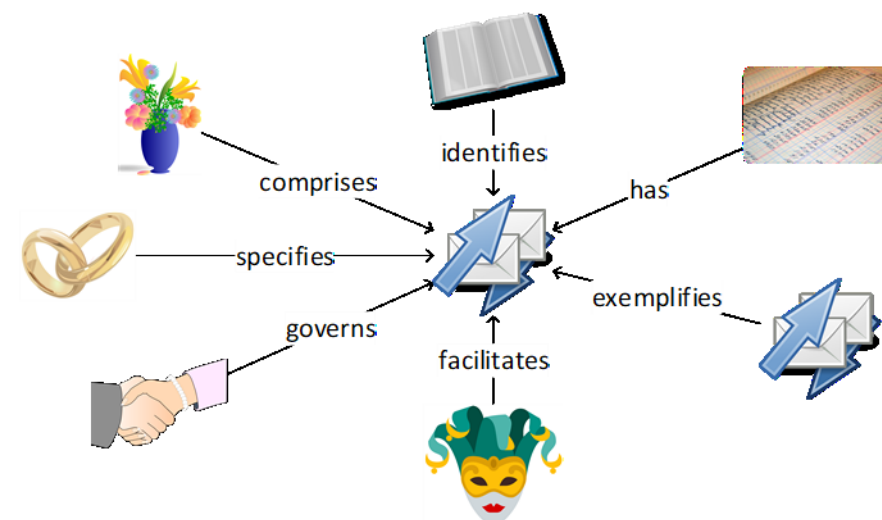 identifies
comprises
has
specifies
exemplifies
governs
facilitates